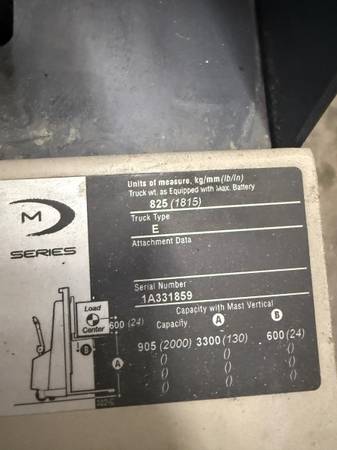 Units of measure, kg/mm (lb/in)
Truck wt. as Equipped with Max. Battery
825 (1815)
Truck Type
E
Attachment Data
Serial Number
1A331859
M
SERIES
Load
Center
600 (24)
B
A
Capacity with Mast Vertical
Capacity A B
905 (2000) 3300 (130) 600 (24)
() () ()
() () ()
() () ()